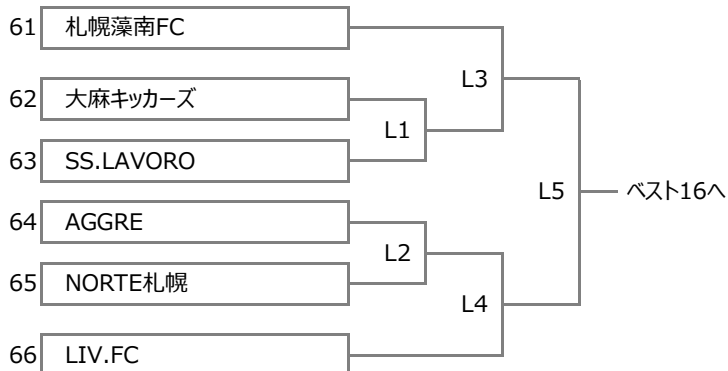 61 札幌藻南FC
L3
62 大麻キッカーズ
L1
63 SS.LAVORO
L5 ベスト16へ
64 AGGRE
L2
65 NORTE札幌
L4
66 LIV.FC